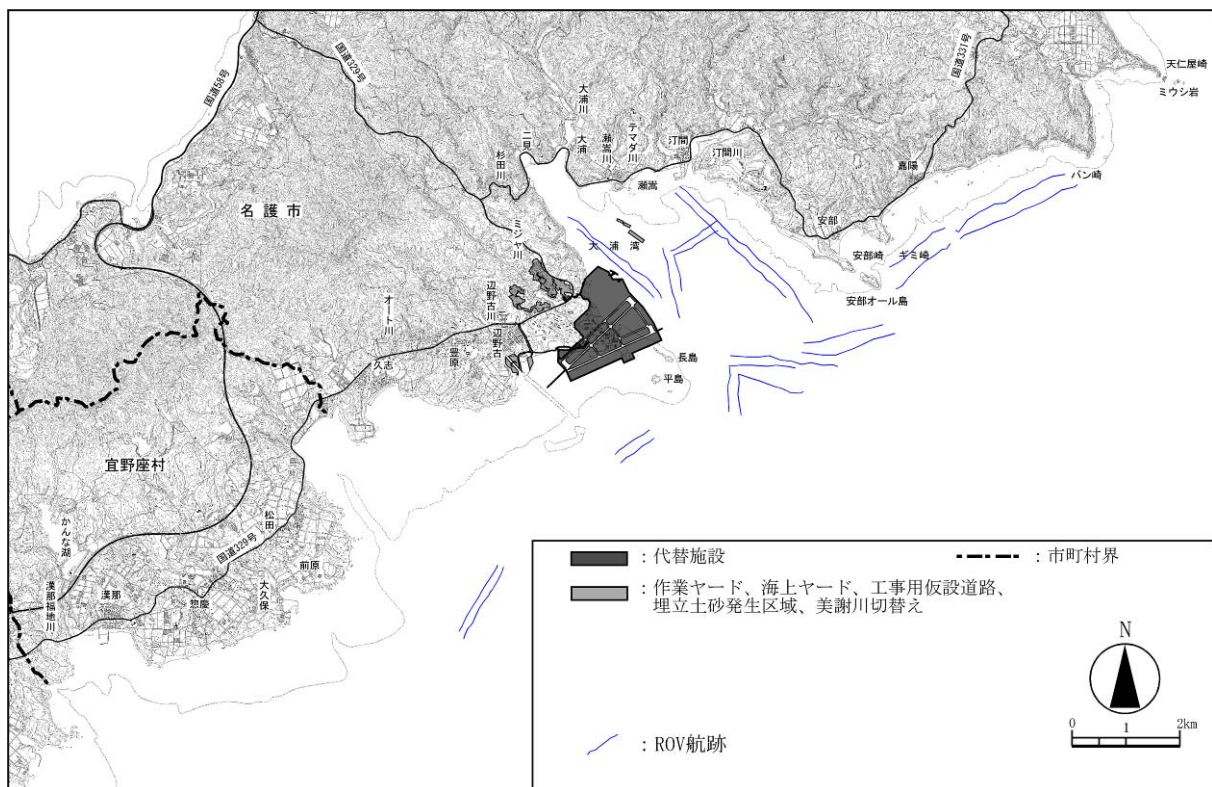 国道58号
国道329号
国道331号
天仁屋崎
ミウシ岩
大浦川
大浦
瀬嵩川
テマダ川
汀間
二見
杉田川
汀間川
嘉陽
バン崎
瀬嵩
名護市
ミジャ川
大浦湾
安部
安部崎
ギミ崎
安部オール島
辺野古川
辺野古
オート川
豊原
久志
長島
平島
宜野座村
かんな湖
松田
国道329号
前原
大久保
漢那福地川
漢那
惣慶
：代替施設
：市町村界
：作業ヤード、海上ヤード、工事用仮設道路、
埋立土砂発生区域、美謝川切替え
：ROV航跡
N
0 1 2km